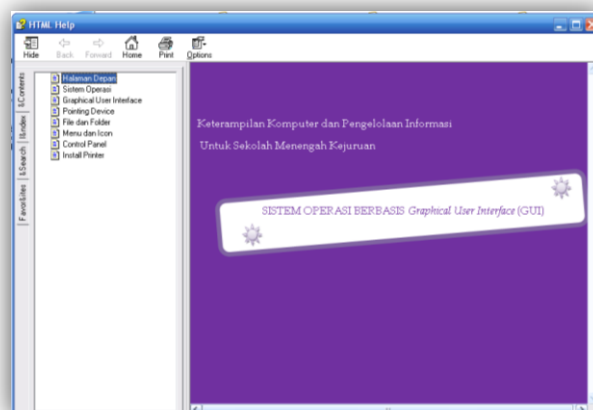 HTML Help
Hide Back Forward Home Print Options
&Contents
&Index
&Search
Favorites
Halaman Depan
Sistem Operasi
Graphical User Interface
Pointing Device
File dan Folder
Menu dan Icon
Control Panel
Install Printer
Keterampilan Komputer dan Pengelolaan Informasi
Untuk Sekolah Menengah Kejuruan
SISTEM OPERASI BERBASIS Graphical User Interface (GUI)